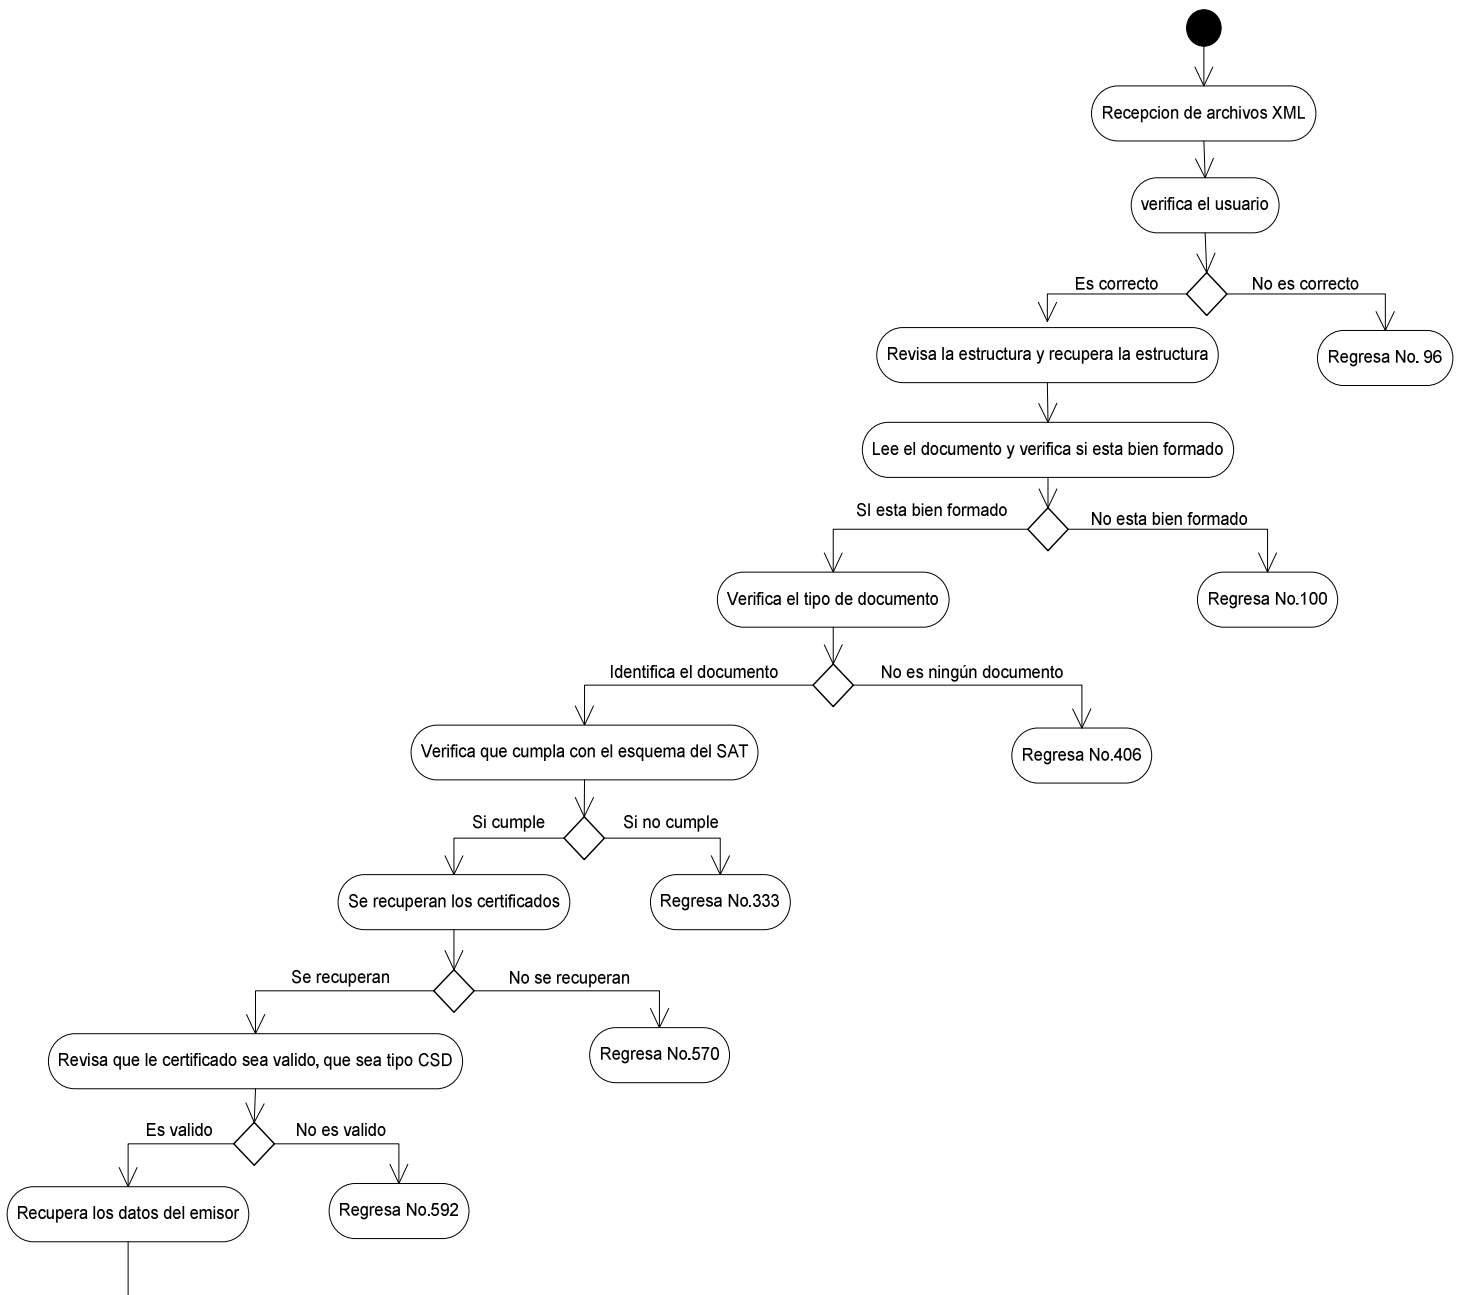 Recepcion de archivos XML
verifica el usuario
Es correcto
No es correcto
Revisa la estructura y recupera la estructura
Regresa No. 96
Lee el documento y verifica si esta bien formado
SI esta bien formado
No esta bien formado
Verifica el tipo de documento
Regresa No.100
Identifica el documento
No es ningún documento
Verifica que cumpla con el esquema del SAT
Regresa No.406
Si cumple
Si no cumple
Se recuperan los certificados
Regresa No.333
Se recuperan
No se recuperan
Revisa que le certificado sea valido, que sea tipo CSD
Regresa No.570
Es valido
No es valido
Recupera los datos del emisor
Regresa No.592